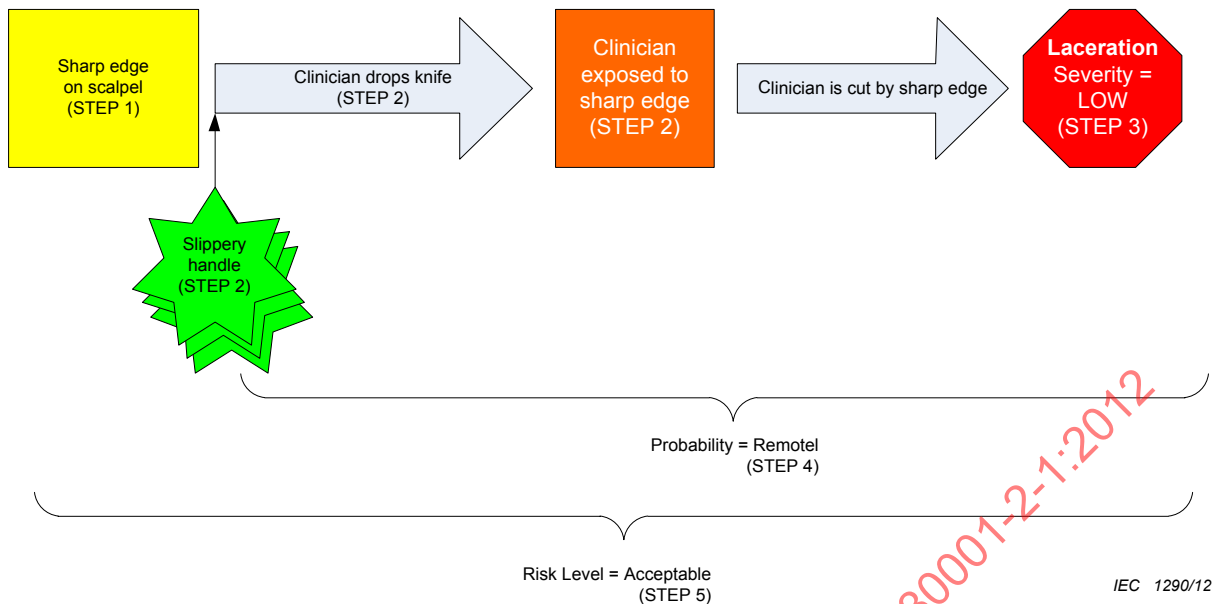 Sharp edge
on scalpel
(STEP 1)
Clinician drops knife
(STEP 2)
Clinician
exposed to
sharp edge
(STEP 2)
Clinician is cut by sharp edge
Laceration
Severity =
LOW
(STEP 3)
Slippery
handle
(STEP 2)
Probability = Remotel
(STEP 4)
Risk Level = Acceptable
(STEP 5)
IEC 1290/12
80001-2-1:2012